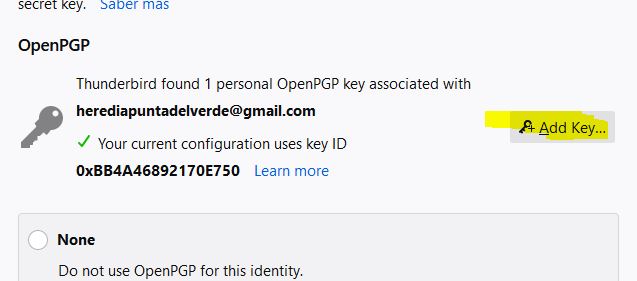 secret key. Saber más
OpenPGP
Thunderbird found 1 personal OpenPGP key associated with
herediapuntadelverde@gmail.com
Your current configuration uses key ID
0xBB4A46892170E750 Learn more
Add Key...
None
Do not use OpenPGP for this identity.